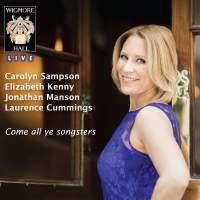 WIGMORE
HALL
LIVE
Carolyn Sampson
Elizabeth Kenny
Jonathan Manson
Laurence Cummings
Come all ye songsters